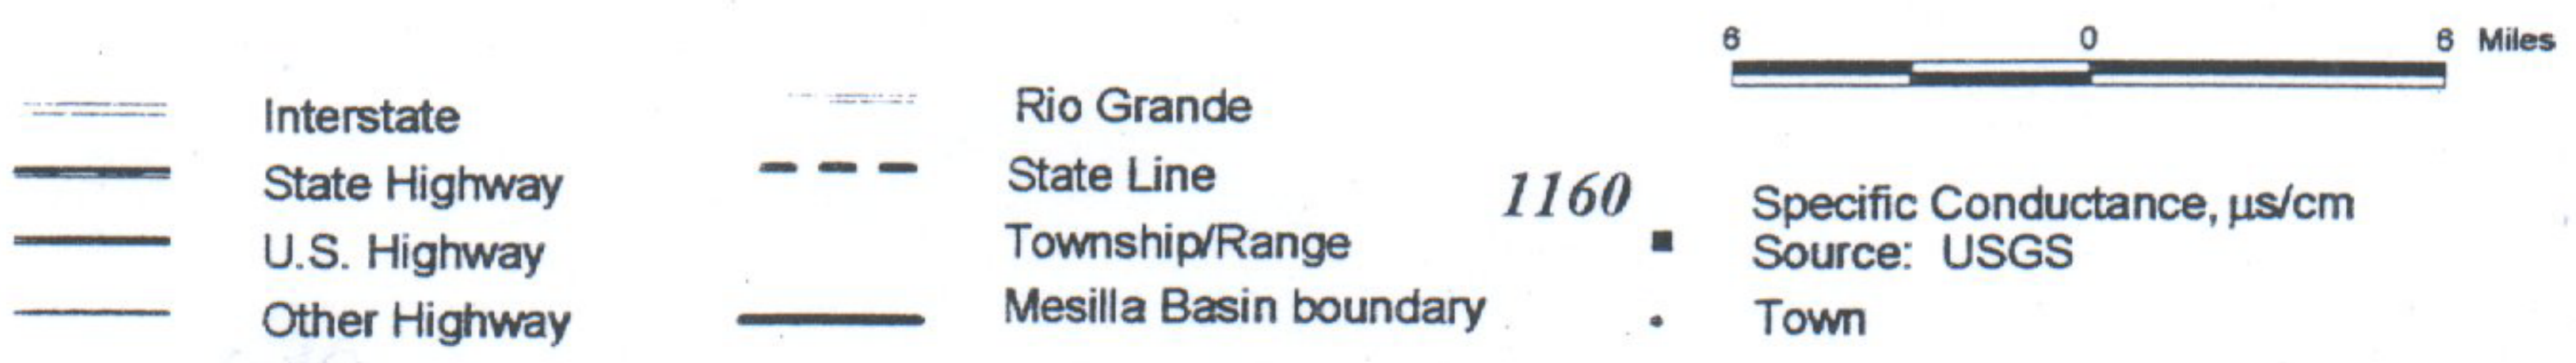 Interstate
State Highway
U.S. Highway
Other Highway
Rio Grande
State Line
Township/Range
Mesilla Basin boundary
6 0 6 Miles
1160
Specific Conductance, µs/cm
Source: USGS
Town